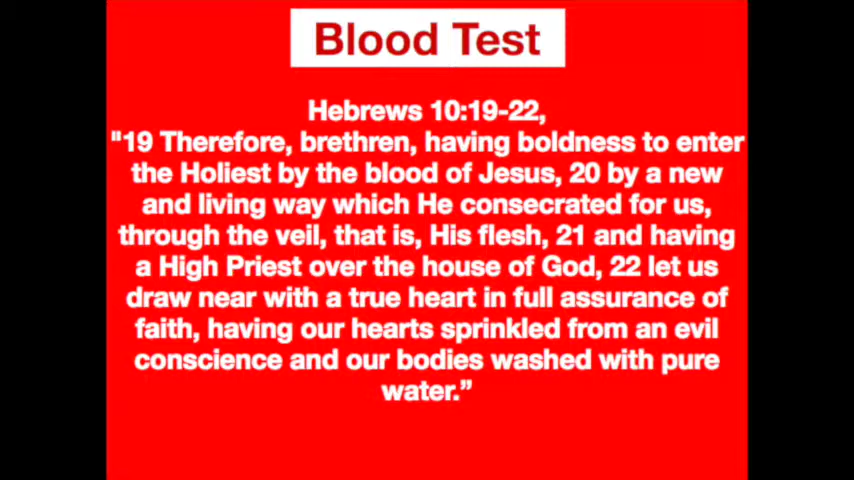 Blood Test
Hebrews 10:19-22,
"19 Therefore, brethren, having boldness to enter
the Holiest by the blood of Jesus, 20 by a new
and living way which He consecrated for us,
through the veil, that is, His flesh, 21 and having
a High Priest over the house of God, 22 let us
draw near with a true heart in full assurance of
faith, having our hearts sprinkled from an evil
conscience and our bodies washed with pure
water.”